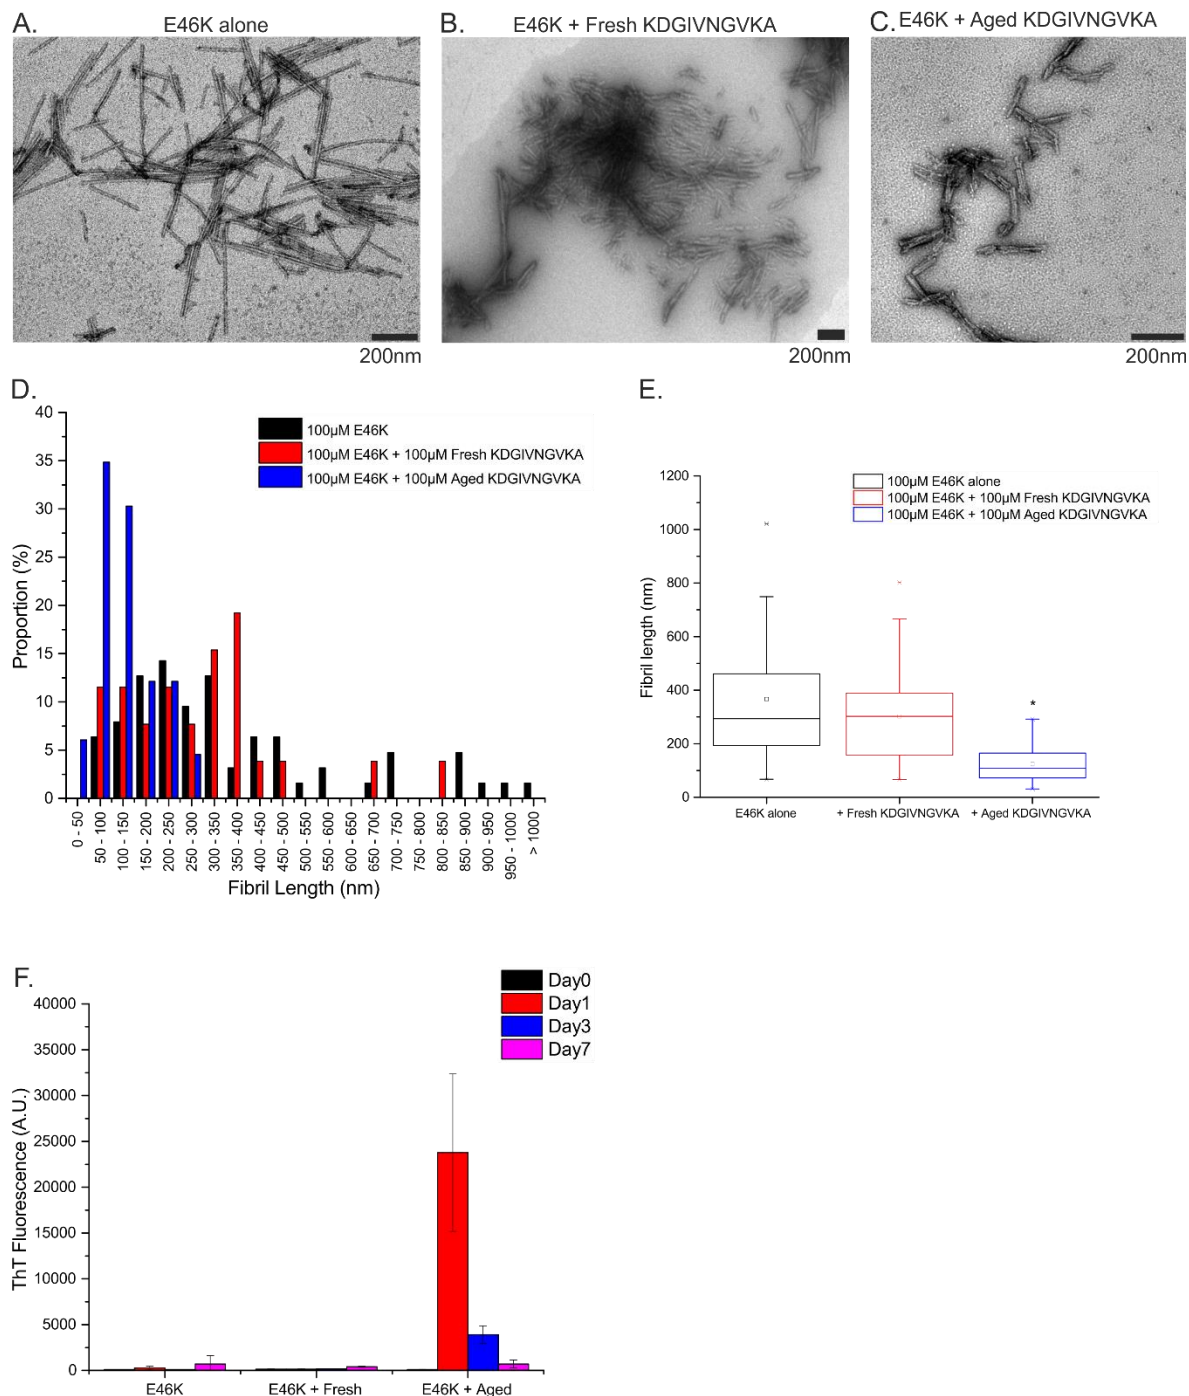 A.
E46K alone
B.
E46K + Fresh KDGIVNGVKA
C.
E46K + Aged KDGIVNGVKA
200nm
200nm
200nm
D.
40
35
30
25
20
15
10
5
0
Proportion (%)
100µM E46K
100µM E46K + 100µM Fresh KDGIVNGVKA
100µM E46K + 100µM Aged KDGIVNGVKA
0 - 50
50 - 100
100 - 150
150 - 200
200 - 250
250 - 300
300 - 350
350 - 400
400 - 450
450 - 500
500 - 550
550 - 600
650 - 700
700 - 750
800 - 850
850 - 900
900 - 950
950 - 1000
> 1000
Fibril Length (nm)
E.
1200
1000
800
600
400
200
0
Fibril length (nm)
100µM E46K alone
100µM E46K + 100µM Fresh KDGIVNGVKA
100µM E46K + 100µM Aged KDGIVNGVKA
*
E46K alone
+ Fresh KDGIVNGVKA
+ Aged KDGIVNGVKA
F.
40000
35000
30000
25000
20000
15000
10000
5000
0
ThT Fluorescence (A.U.)
Day0
Day1
Day3
Day7
E46K
E46K + Fresh
E46K + Aged